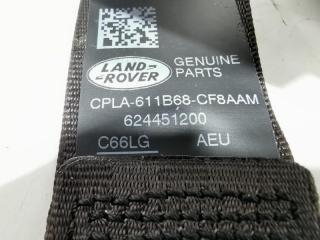 LAND-
ROVER
GENUINE
PARTS
CPLA-611B68-CF8AAM
624451200
C66LG AEU